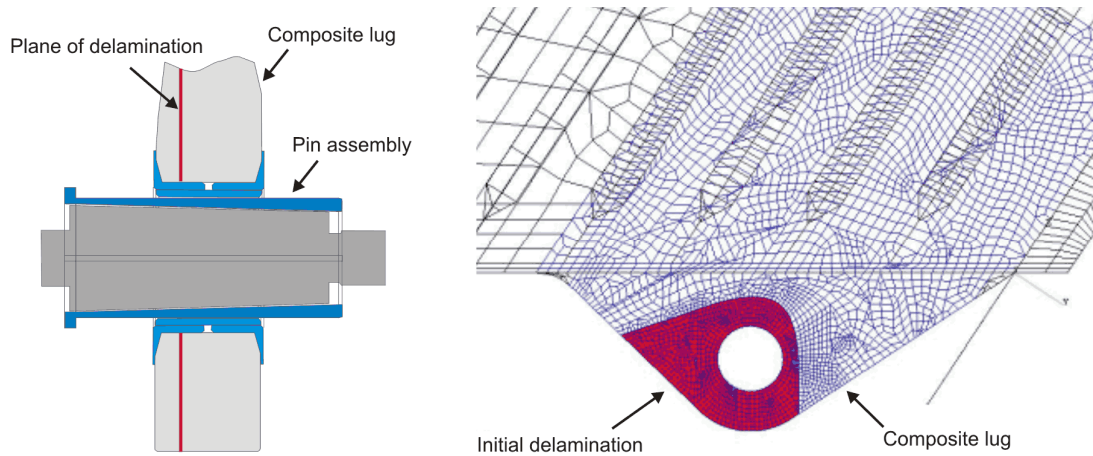 Plane of delamination
Composite lug
Pin assembly
Initial delamination
Composite lug